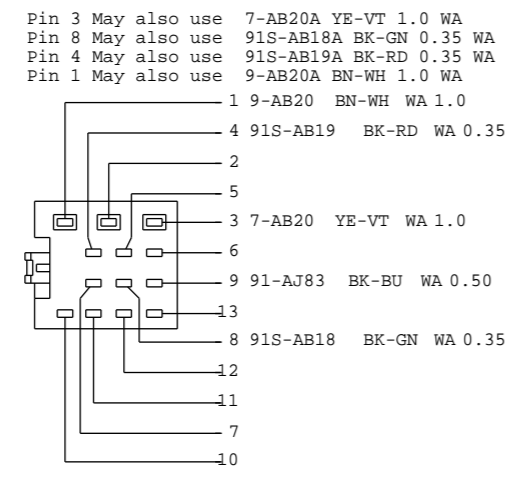 Pin 3 May also use 7-AB20A YE-VT 1.0 WA
Pin 8 May also use 91S-AB18A BK-GN 0.35 WA
Pin 4 May also use 91S-AB19A BK-RD 0.35 WA
Pin 1 May also use 9-AB20A BN-WH 1.0 WA
1 9-AB20 BN-WH WA 1.0
4 91S-AB19 BK-RD WA 0.35
2
5
3 7-AB20 YE-VT WA 1.0
6
9 91-AJ83 BK-BU WA 0.50
13
8 91S-AB18 BK-GN WA 0.35
12
11
7
10